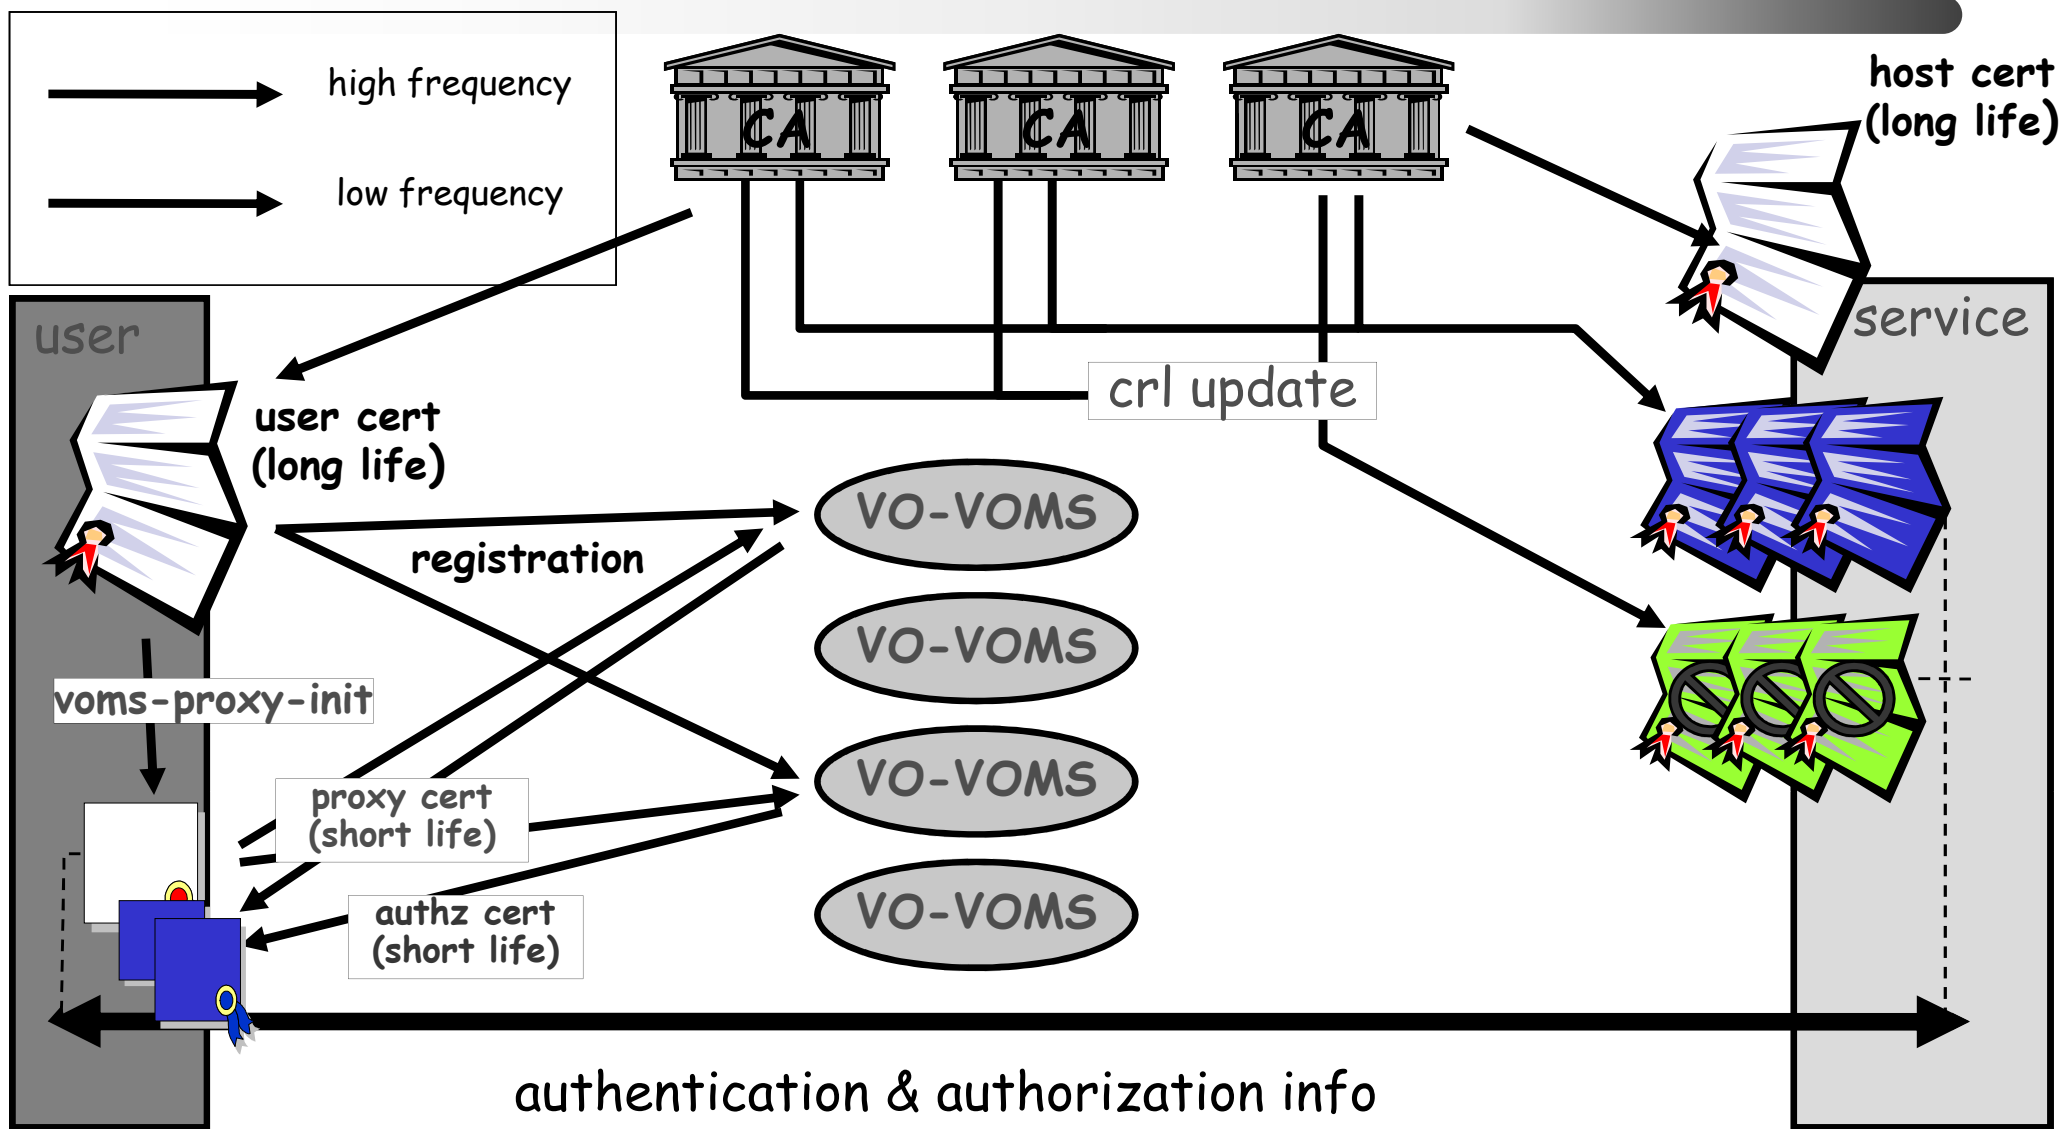 high frequency
low frequency
CA
CA
CA
host cert
(long life)
user
service
user cert
(long life)
crl update
registration
VO-VOMS
VO-VOMS
voms-proxy-init
VO-VOMS
proxy cert
(short life)
authz cert
(short life)
VO-VOMS
authentication & authorization info